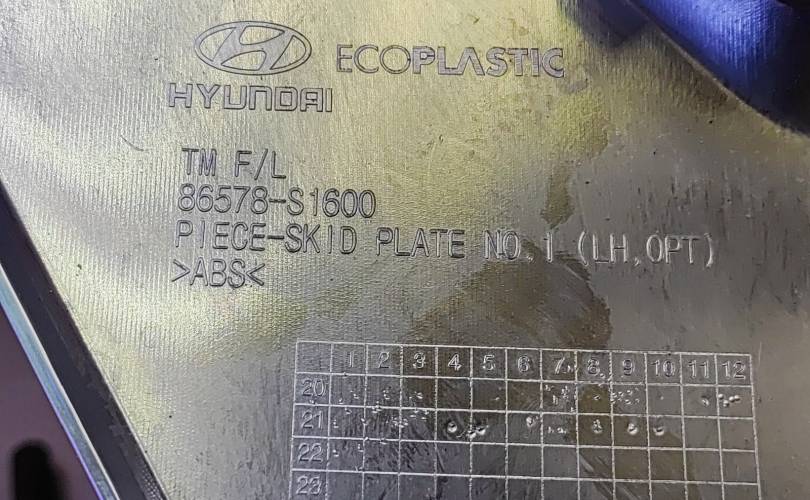 HYUNDAI
ECOPLASTIC
TM F/L
86578-S1600
PIECE-SKID PLATE NO.1 (LH,OPT)
>ABS<
1 2 3 4 5 6 7 8 9 10 11 12
20
21
22
23